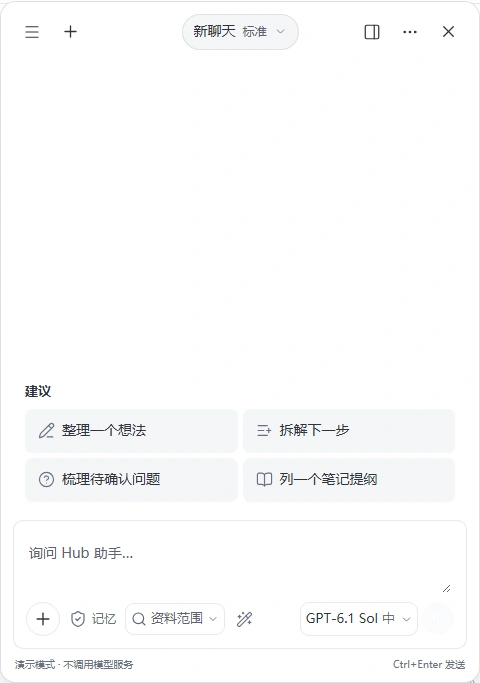 新聊天 标准
建议
整理一个想法
拆解下一步
梳理待确认问题
列一个笔记提纲
询问 Hub 助手...
记忆 资料范围 GPT-6.1 Sol 中
演示模式 · 不调用模型服务 Ctrl+Enter 发送